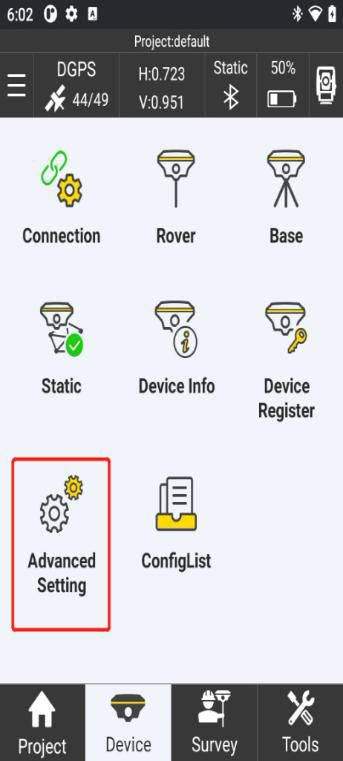 6:02
Project:default
DGPS
44/49
H:0.723
V:0.951
Static
50%
Connection
Rover
Base
Static
Device Info
Device
Register
Advanced
Setting
ConfigList
Project
Device
Survey
Tools